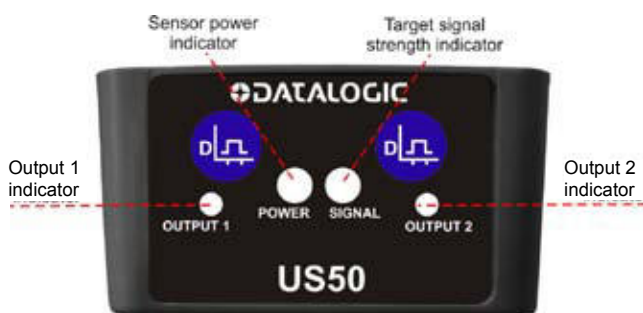 Sensor power
indicator
Target signal
strength indicator
DATALOGIC
D
D
Output 1
indicator
Output 2
indicator
OUTPUT 1
POWER
SIGNAL
OUTPUT 2
US50